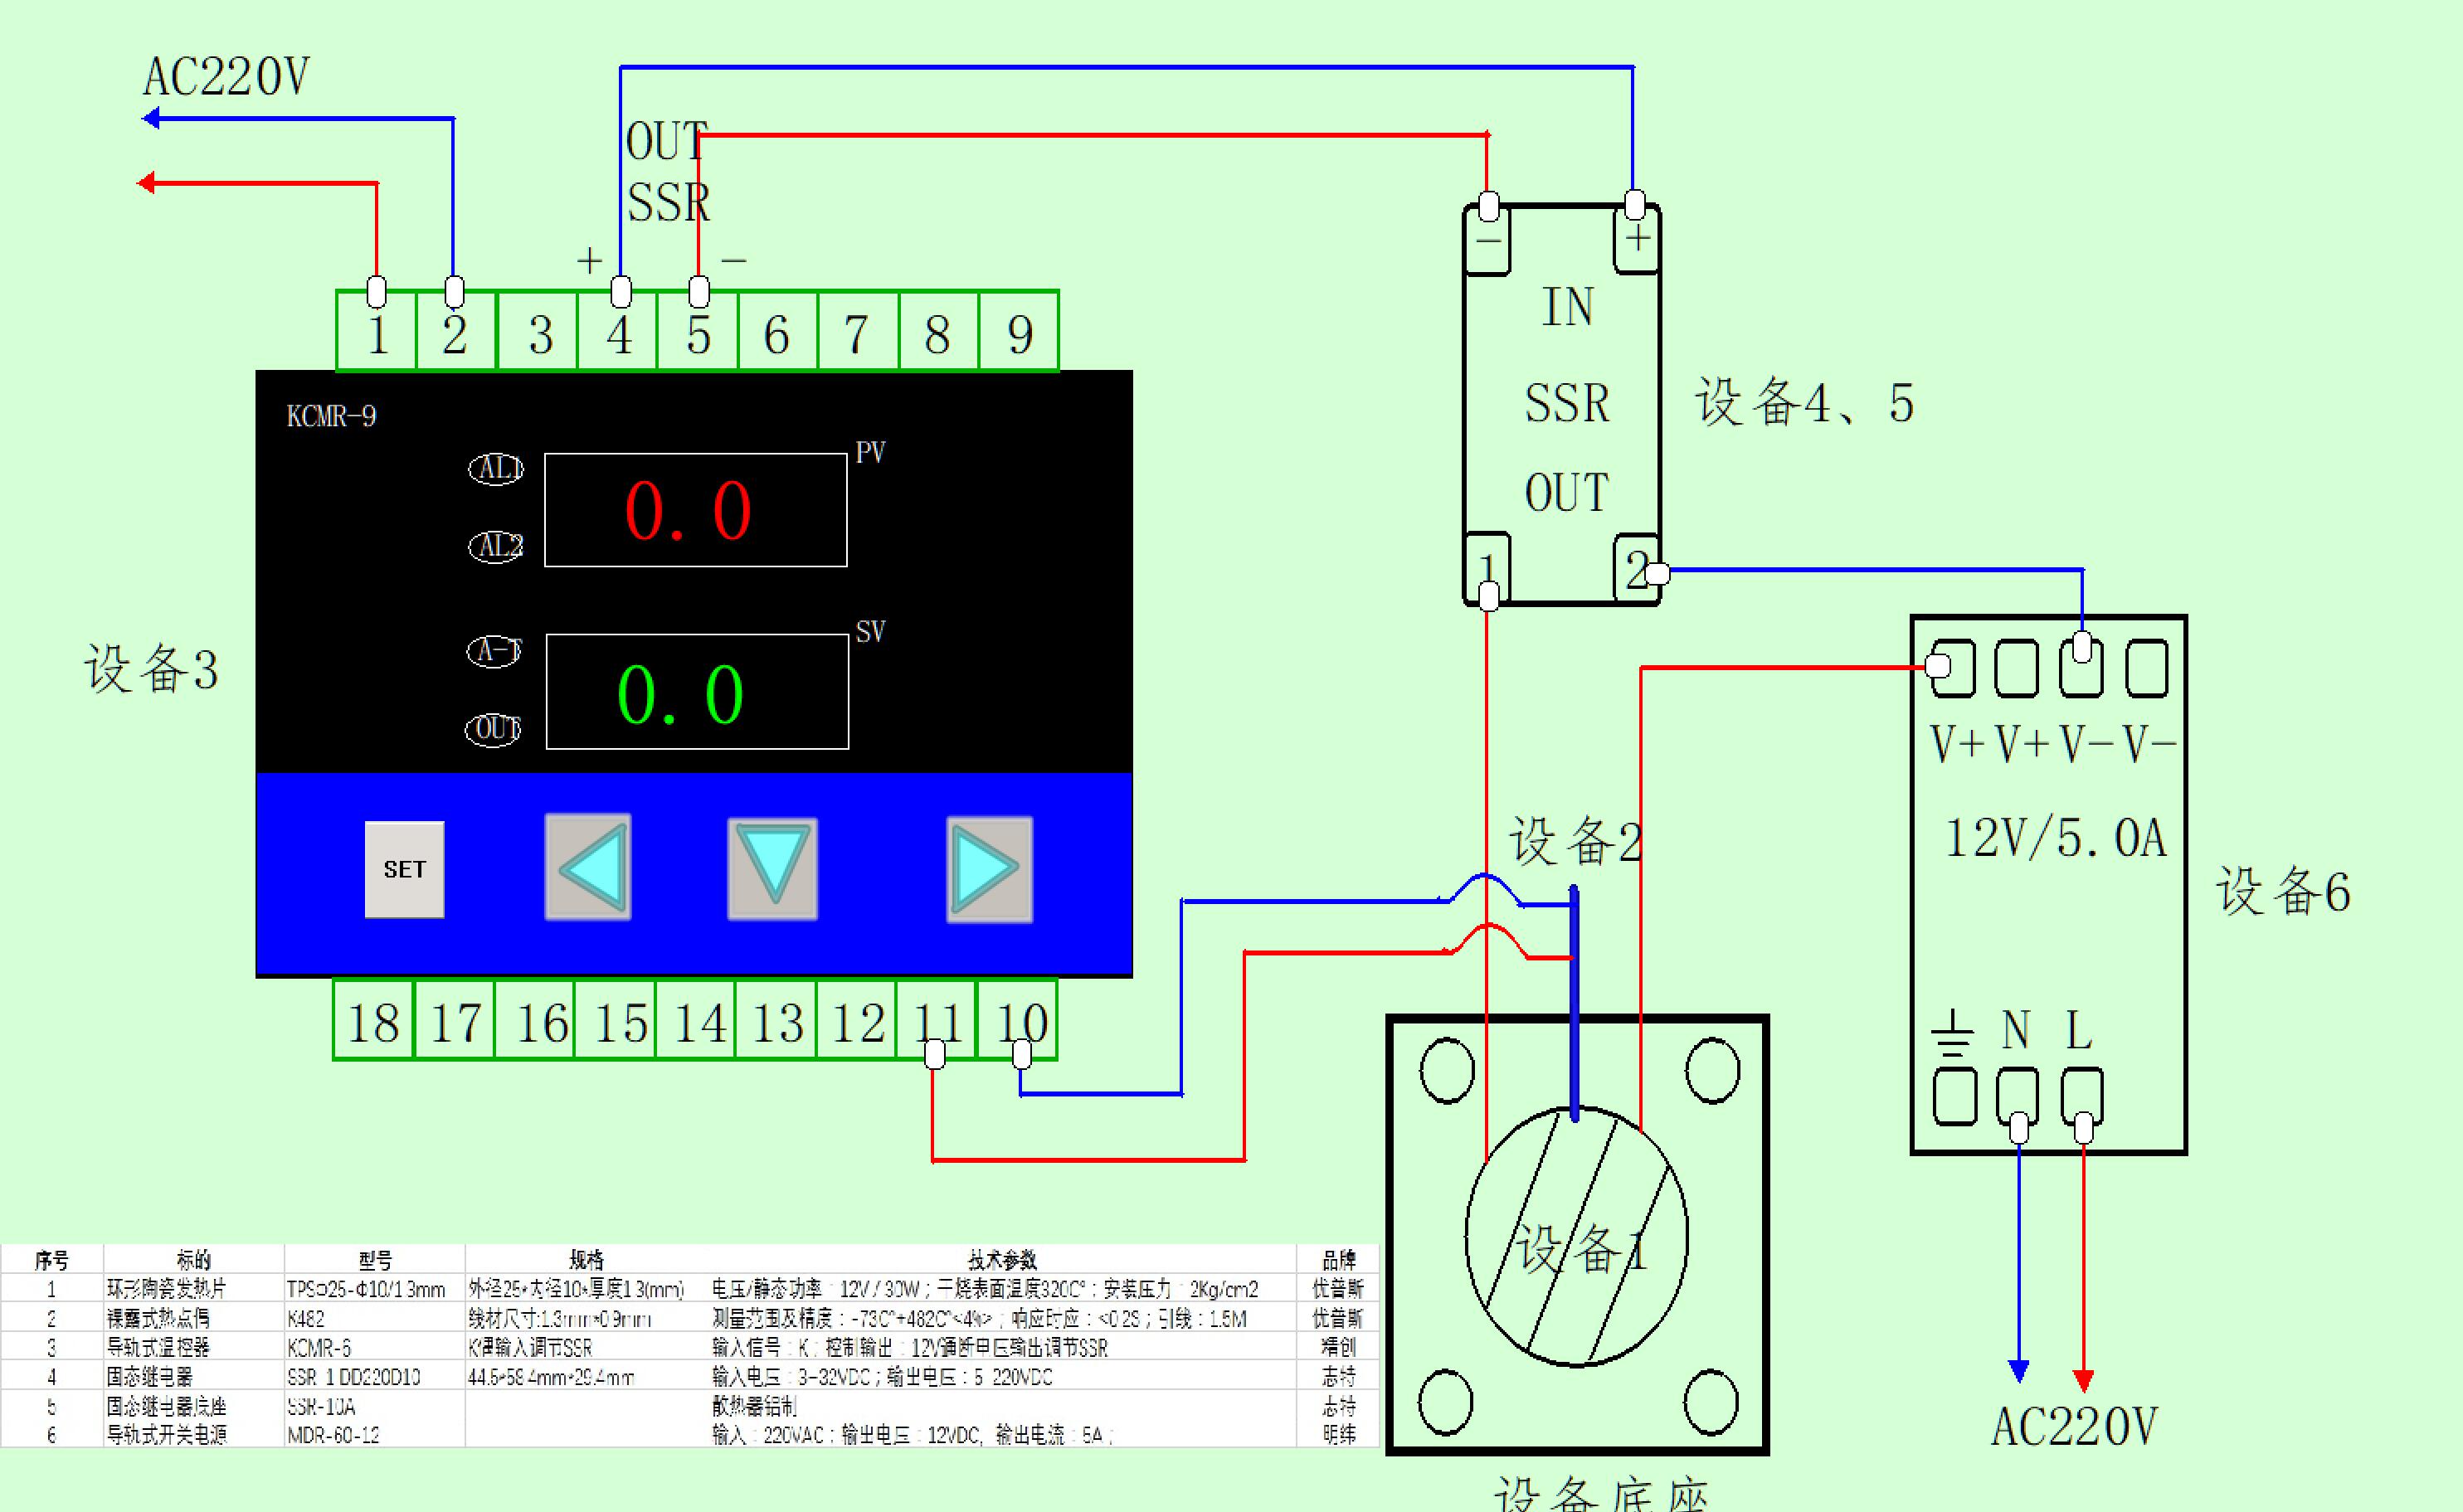 AC220V
OUT
SSR
+ −
1 2 3 4 5 6 7 8 9
− +
IN
SSR
OUT
1 2
设备4、5
KCMR-9
AL1
PV
0.0
AL2
A-T
SV
0.0
OUT
设备3
SET
18 17 16 15 14 13 12 11 10
设备2
V+ V+ V- V-
12V/5.0A
设备6
N L
AC220V
设备1
设备底座
序号 标的 型号 规格 技术参数 品牌
1 环形陶瓷发热片 TPSO25-Φ10/1.3mm 外径25*内径10*厚度1.3(mm) 电压/静态功率:12V/30W;干烧表面温度320C°;安装压力:2Kg/cm2 优普斯
2 裸露式热点偶 K482 线材尺寸:1.3mm*0.9mm 测量范围及精度:-73C°+482C°<4%>;响应时应:<0.2S;引线:1.5M 优普斯
3 导轨式温控器 KCMR-6 K偶输入调节SSR 输入信号:K;控制输出:12V通断电压输出调节SSR 精创
4 固态继电器 SSR-1DD220D10 44.5*58.4mm*29.4mm 输入电压:3-32VDC;输出电压:5-220VDC 志特
5 固态继电器底座 SSR-10A 散热器铝制 志特
6 导轨式开关电源 MDR-60-12 输入:220VAC;输出电压:12VDC, 输出电流:5A; 明纬